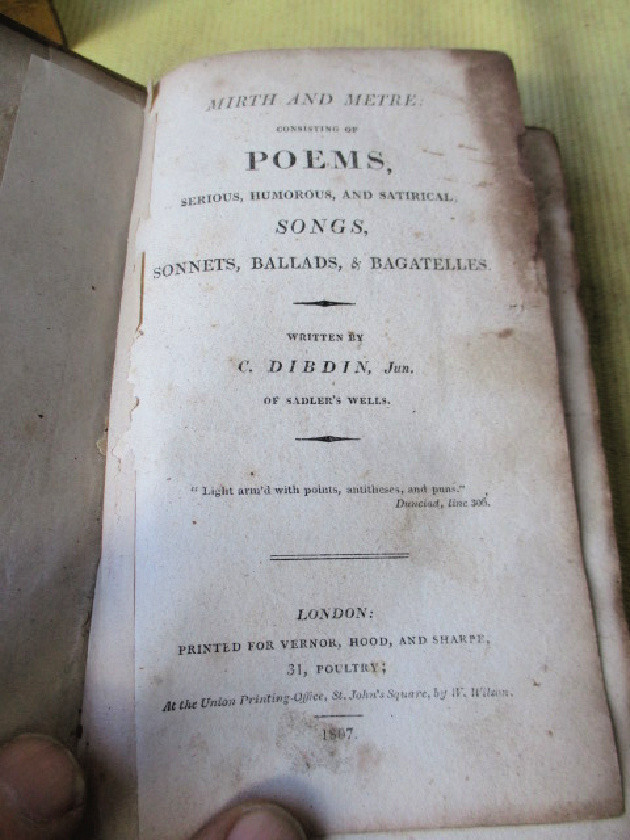 MIRTH AND METRE:
CONSISTING OF
POEMS,
SERIOUS, HUMOROUS, AND SATIRICAL,
SONGS,
SONNETS, BALLADS, & BAGATELLES.
WRITTEN BY
C. DIBDIN, Jun.
OF SADLER'S WELLS.
"Light arm'd with points, antitheses, and puns."
Dunciad, line 306.
LONDON:
PRINTED FOR VERNOR, HOOD, AND SHARPE,
31, POULTRY;
At the Union Printing-Office, St. John's Square, by W. Wilson.
1807.